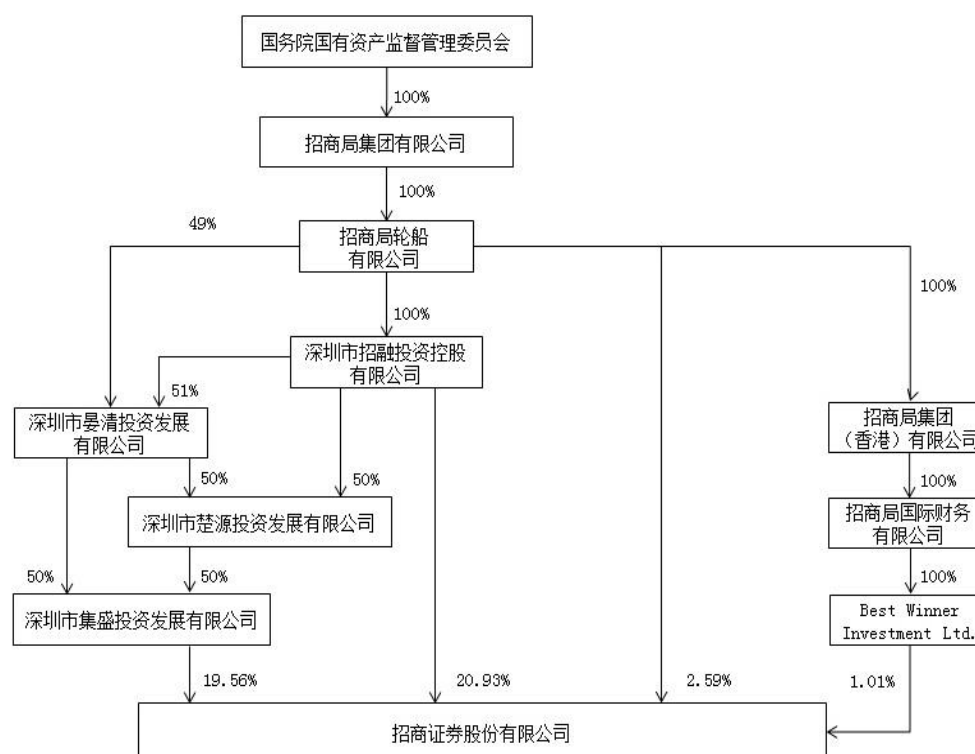 国务院国有资产监督管理委员会
100%
招商局集团有限公司
100%
49%
招商局轮船
有限公司
100%
100%
深圳市招融投资控股
有限公司
51%
深圳市晏清投资发展
有限公司
招商局集团
（香港）有限公司
50%
50%
100%
深圳市楚源投资发展有限公司
招商局国际财务
有限公司
50%
50%
100%
深圳市集盛投资发展有限公司
Best Winner
Investment Ltd.
19.56%
20.93%
2.59%
1.01%
招商证券股份有限公司